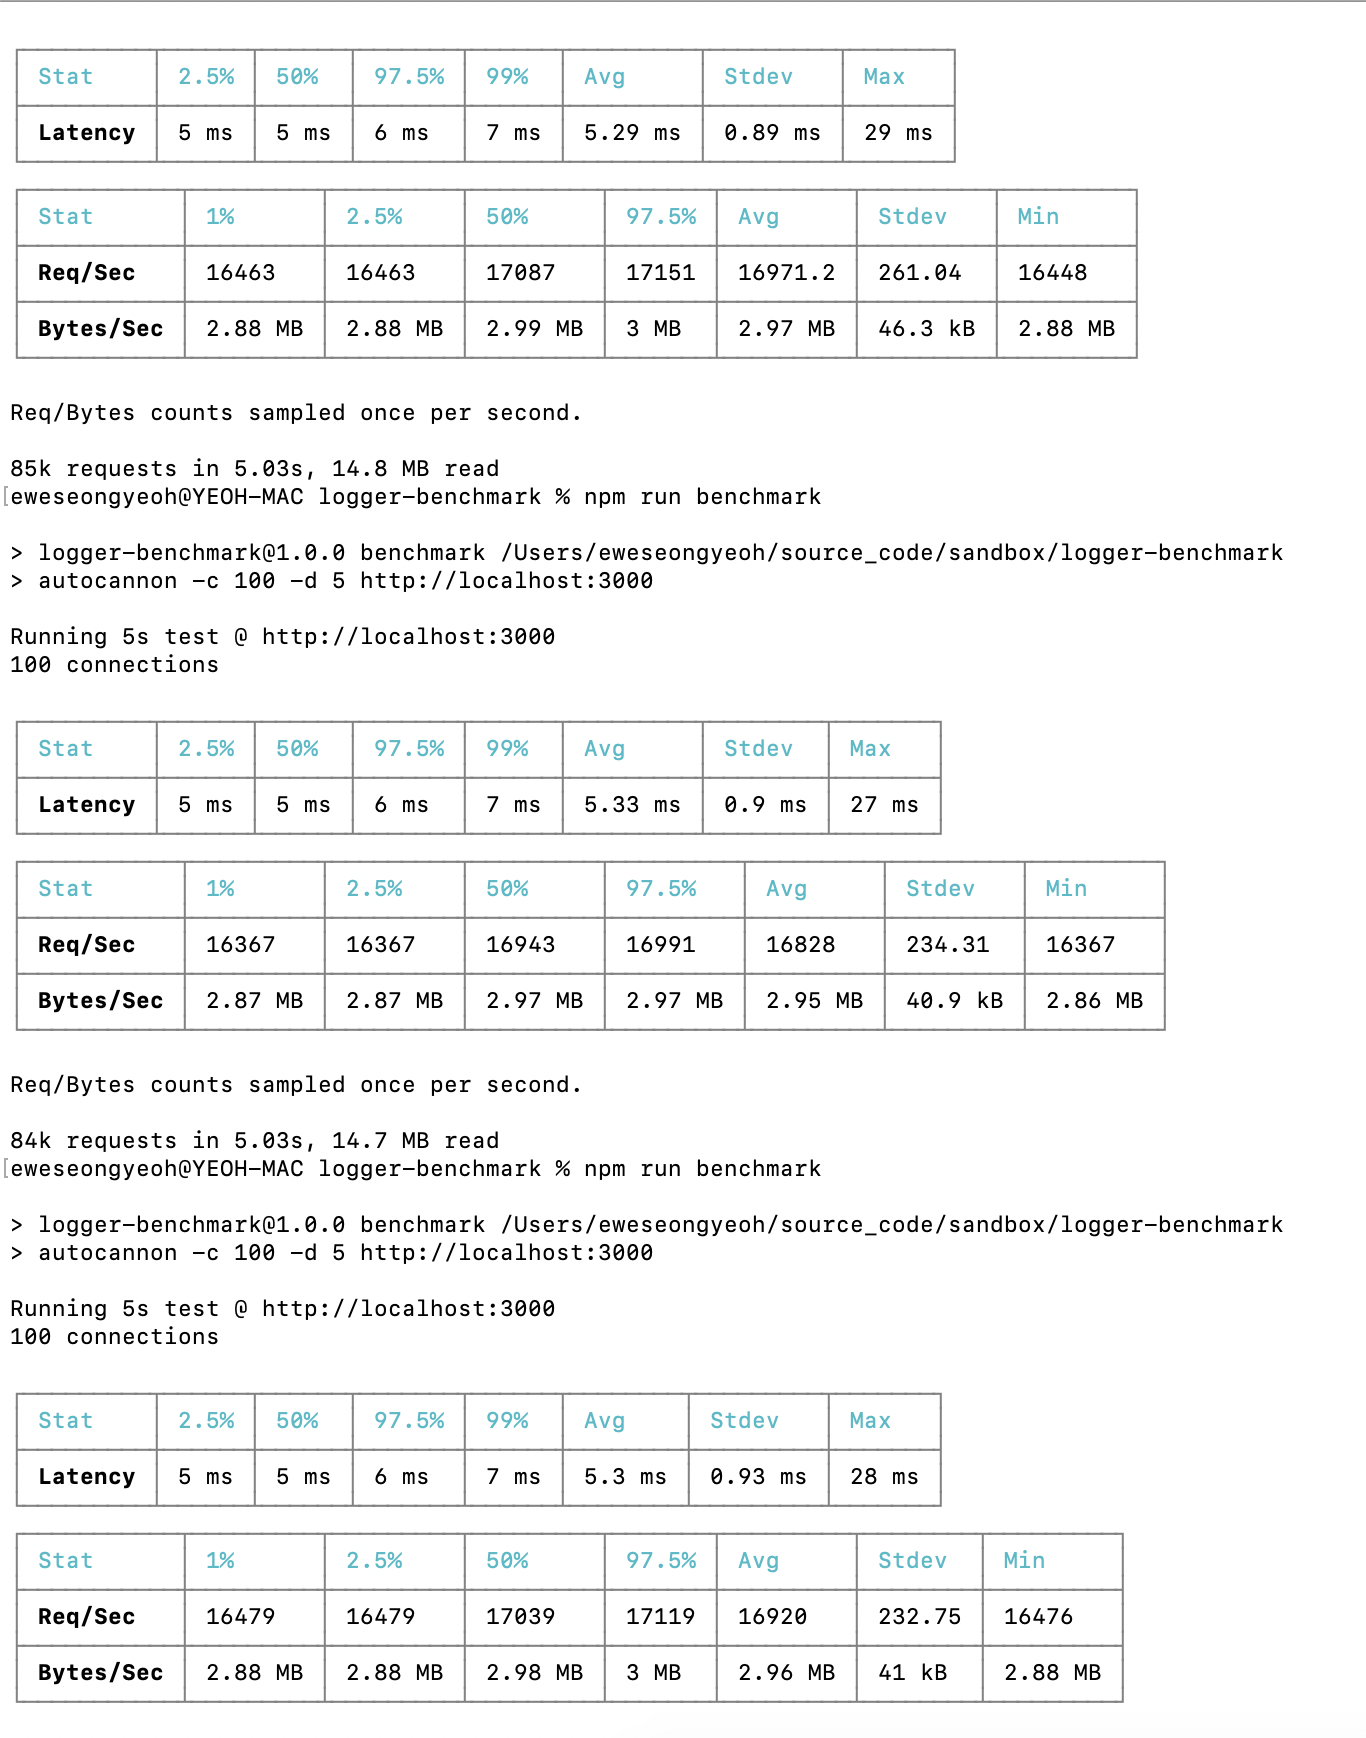 Stat 2.5% 50% 97.5% 99% Avg Stdev Max
Latency 5 ms 5 ms 6 ms 7 ms 5.29 ms 0.89 ms 29 ms
Stat 1% 2.5% 50% 97.5% Avg Stdev Min
Req/Sec 16463 16463 17087 17151 16971.2 261.04 16448
Bytes/Sec 2.88 MB 2.88 MB 2.99 MB 3 MB 2.97 MB 46.3 kB 2.88 MB
Req/Bytes counts sampled once per second.
85k requests in 5.03s, 14.8 MB read
[eweseongyeoh@YEOH-MAC logger-benchmark % npm run benchmark
> logger-benchmark@1.0.0 benchmark /Users/eweseongyeoh/source_code/sandbox/logger-benchmark
> autocannon -c 100 -d 5 http://localhost:3000
Running 5s test @ http://localhost:3000
100 connections
Stat 2.5% 50% 97.5% 99% Avg Stdev Max
Latency 5 ms 5 ms 6 ms 7 ms 5.33 ms 0.9 ms 27 ms
Stat 1% 2.5% 50% 97.5% Avg Stdev Min
Req/Sec 16367 16367 16943 16991 16828 234.31 16367
Bytes/Sec 2.87 MB 2.87 MB 2.97 MB 2.97 MB 2.95 MB 40.9 kB 2.86 MB
Req/Bytes counts sampled once per second.
84k requests in 5.03s, 14.7 MB read
[eweseongyeoh@YEOH-MAC logger-benchmark % npm run benchmark
> logger-benchmark@1.0.0 benchmark /Users/eweseongyeoh/source_code/sandbox/logger-benchmark
> autocannon -c 100 -d 5 http://localhost:3000
Running 5s test @ http://localhost:3000
100 connections
Stat 2.5% 50% 97.5% 99% Avg Stdev Max
Latency 5 ms 5 ms 6 ms 7 ms 5.3 ms 0.93 ms 28 ms
Stat 1% 2.5% 50% 97.5% Avg Stdev Min
Req/Sec 16479 16479 17039 17119 16920 232.75 16476
Bytes/Sec 2.88 MB 2.88 MB 2.98 MB 3 MB 2.96 MB 41 kB 2.88 MB